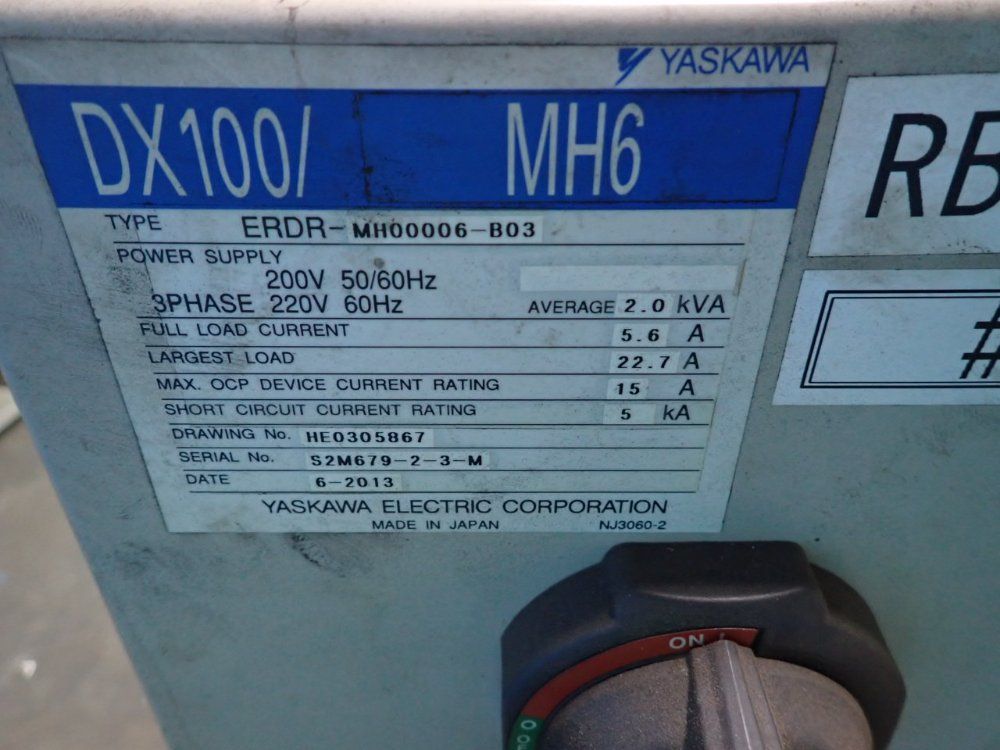 YASKAWA
DX100/ MH6
TYPE ERDR-MH00006-B03
POWER SUPPLY
200V 50/60Hz
3PHASE 220V 60Hz AVERAGE 2.0 kVA
FULL LOAD CURRENT 5.6 A
LARGEST LOAD 22.7 A
MAX. OCP DEVICE CURRENT RATING 15 A
SHORT CIRCUIT CURRENT RATING 5 kA
DRAWING No. HE0305867
SERIAL No. S2M679-2-3-M
DATE 6-2013
YASKAWA ELECTRIC CORPORATION
MADE IN JAPAN NJ3060-2
RB
#
ON I